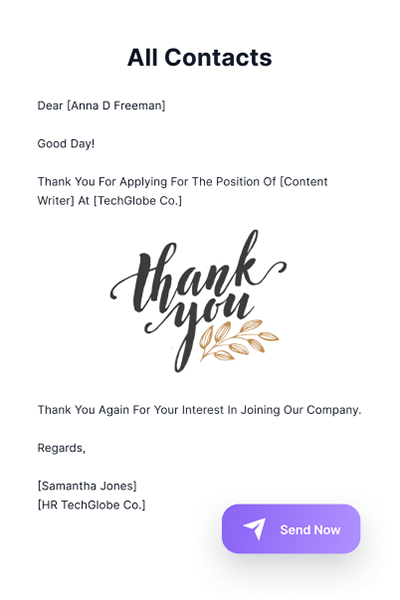 All Contacts
Dear [Anna D Freeman]
Good Day!
Thank You For Applying For The Position Of [Content
Writer] At [TechGlobe Co.]
thank
you
Thank You Again For Your Interest In Joining Our Company.
Regards,
[Samantha Jones]
[HR TechGlobe Co.]
Send Now